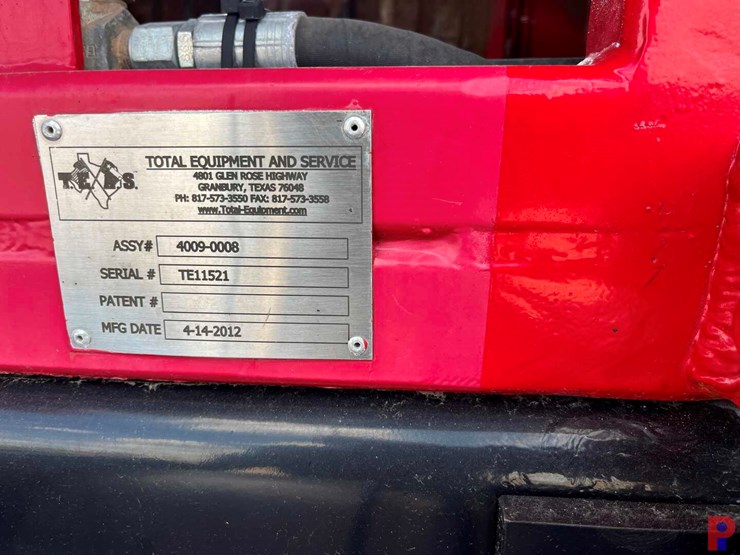 T.E.S.
TOTAL EQUIPMENT AND SERVICE
4801 GLEN ROSE HIGHWAY
GRANBURY, TEXAS 76048
PH: 817-573-3550 FAX: 817-573-3558
www.Total-Equipment.com
ASSY# 4009-0008
SERIAL # TE11521
PATENT #
MFG DATE 4-14-2012